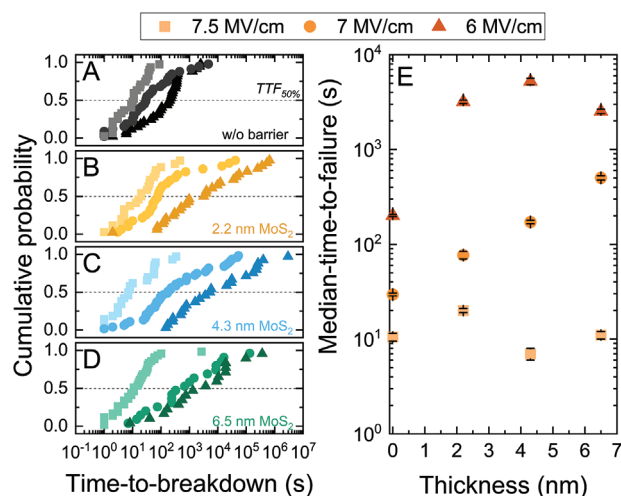 7.5 MV/cm 7 MV/cm 6 MV/cm
A
TTF50%
w/o barrier
1.0
0.5
0.0
B
2.2 nm MoS2
1.0
0.5
0.0
C
4.3 nm MoS2
1.0
0.5
0.0
D
6.5 nm MoS2
1.0
0.5
0.0
Cumulative probability
10-1 100 101 102 103 104 105 106 107
Time-to-breakdown (s)
E
Median-time-to-failure (s)
104
103
102
101
100
0 1 2 3 4 5 6 7
Thickness (nm)